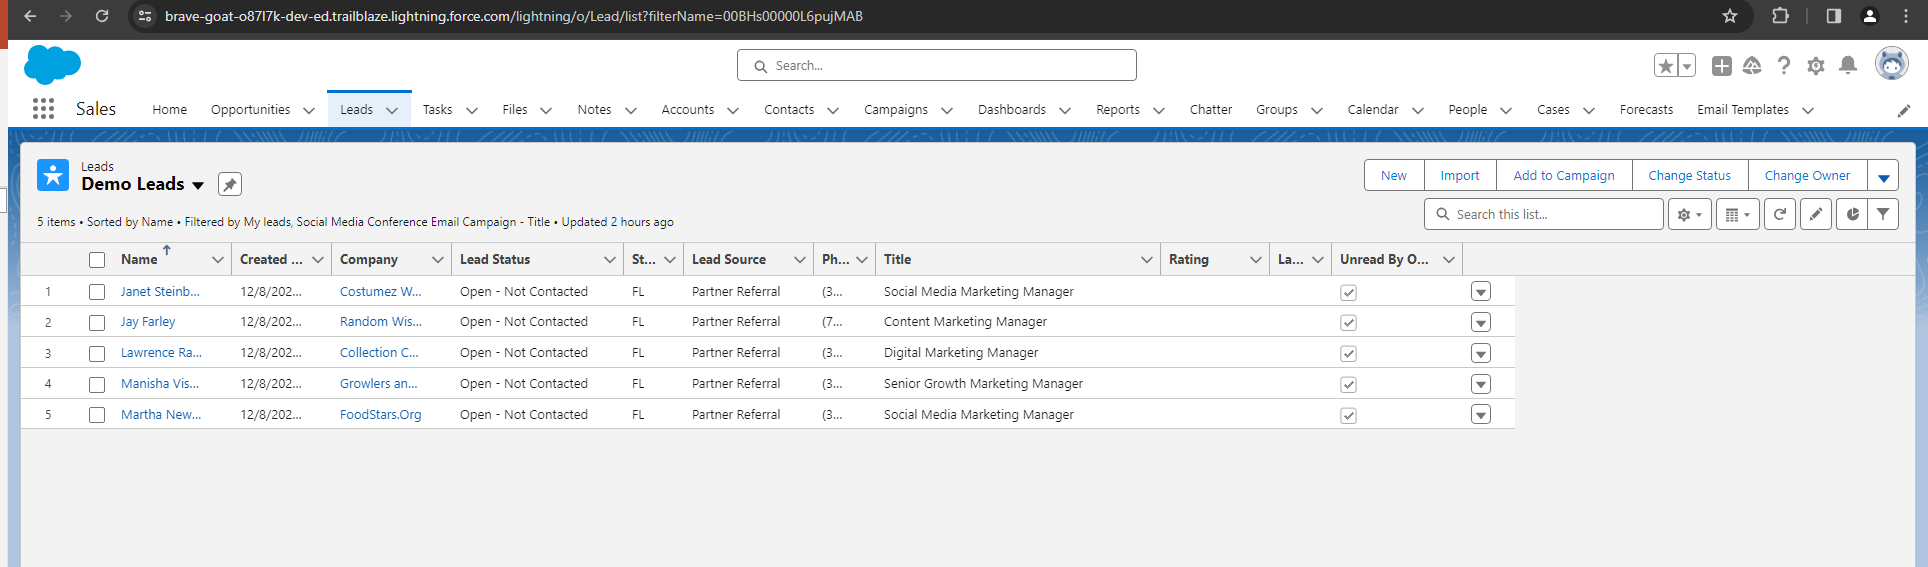 brave-goat-o87l7k-dev-ed.trailblaze.lightning.force.com/lightning/o/Lead/list?filterName=00BHs00000L6pujMAB
Search...
Sales Home Opportunities Leads Tasks Files Notes Accounts Contacts Campaigns Dashboards Reports Chatter Groups Calendar People Cases Forecasts Email Templates
Leads
Demo Leads
New Import Add to Campaign Change Status Change Owner
5 items • Sorted by Name • Filtered by My leads, Social Media Conference Email Campaign - Title • Updated 2 hours ago
Search this list...
Name Created ... Company Lead Status St... Lead Source Ph... Title Rating La... Unread By O...
1 Janet Steinb... 12/8/202... Costumez W... Open - Not Contacted FL Partner Referral (3... Social Media Marketing Manager
2 Jay Farley 12/8/202... Random Wis... Open - Not Contacted FL Partner Referral (7... Content Marketing Manager
3 Lawrence Ra... 12/8/202... Collection C... Open - Not Contacted FL Partner Referral (3... Digital Marketing Manager
4 Manisha Vis... 12/8/202... Growlers an... Open - Not Contacted FL Partner Referral (3... Senior Growth Marketing Manager
5 Martha New... 12/8/202... FoodStars.Org Open - Not Contacted FL Partner Referral (3... Social Media Marketing Manager